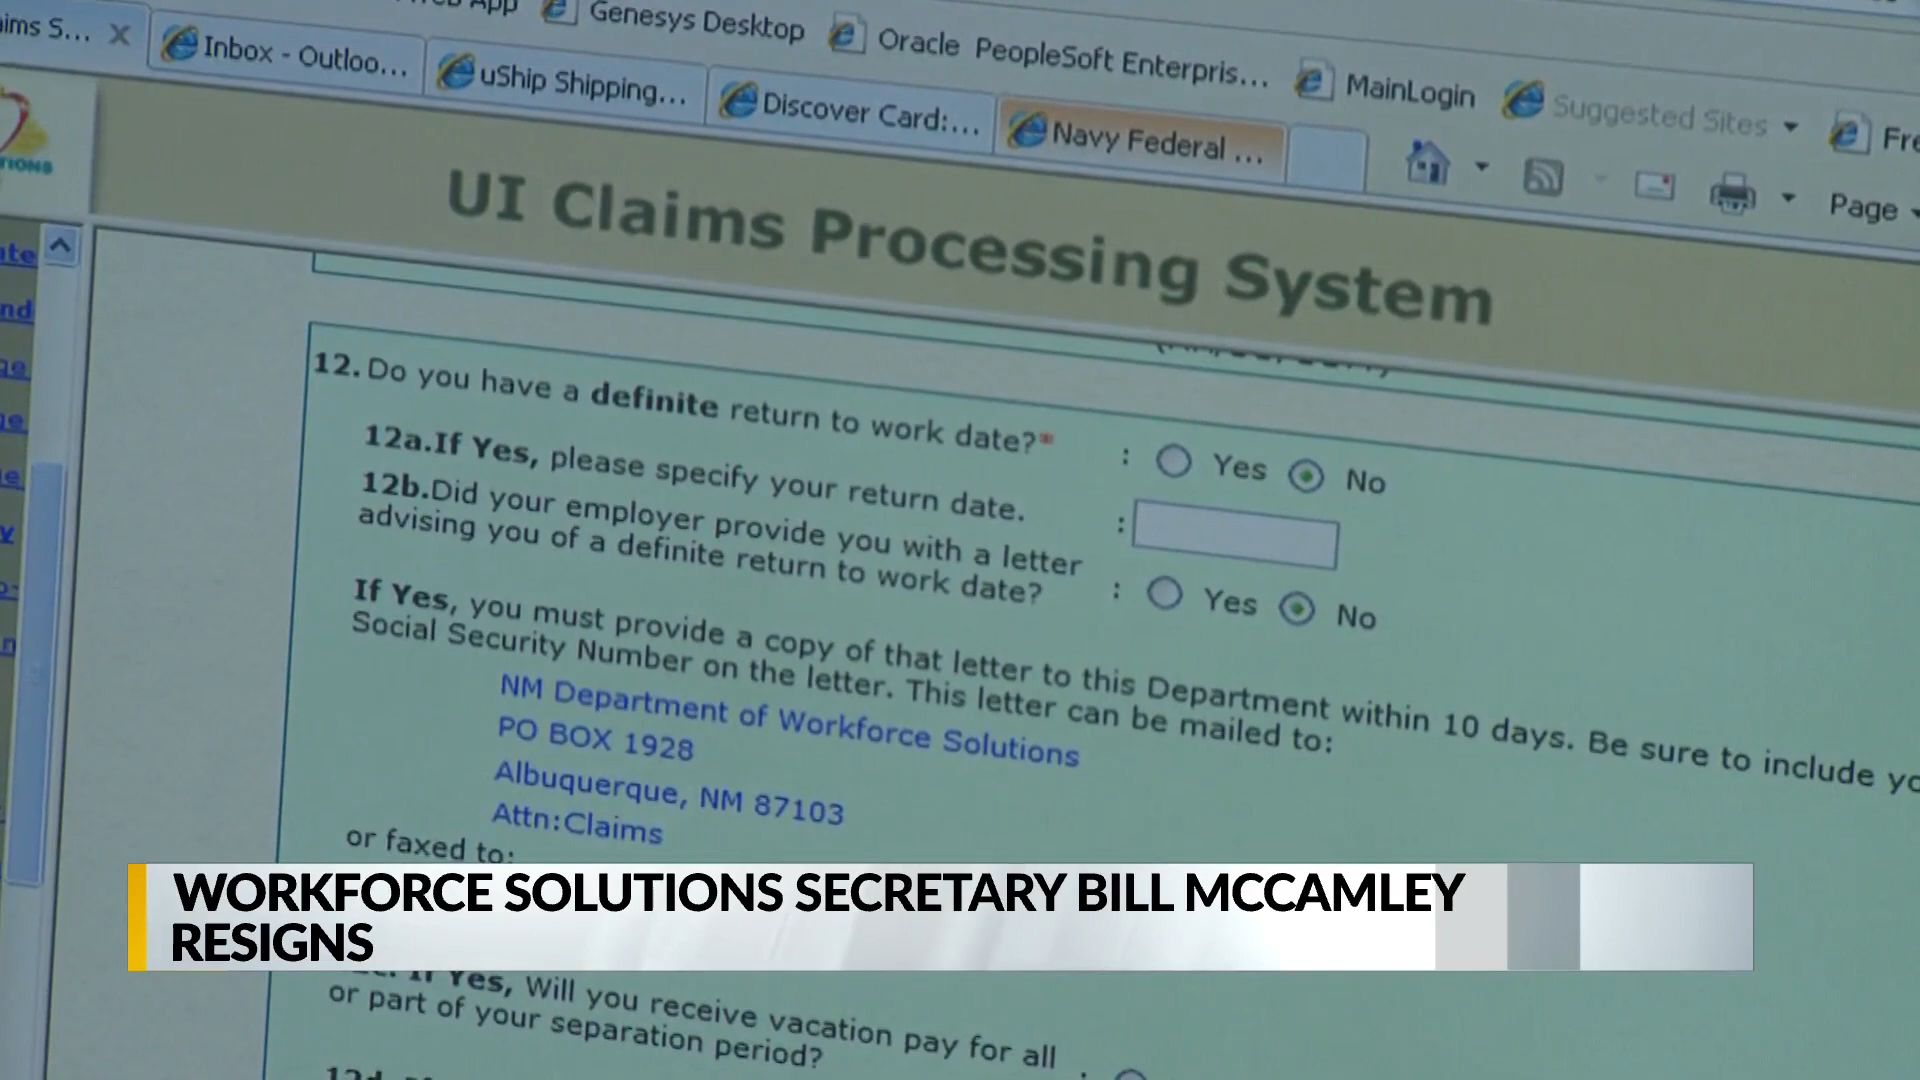 App
Genesys Desktop
Oracle PeopleSoft Enterpris...
MainLogin
Suggested Sites
Fre
ims S...
Inbox - Outloo...
uShip Shipping...
Discover Card:...
Navy Federal ...
Page
TIONS
UI Claims Processing System
12. Do you have a definite return to work date?* : Yes No
12a.If Yes, please specify your return date. :
12b.Did your employer provide you with a letter
advising you of a definite return to work date? : Yes No
If Yes, you must provide a copy of that letter to this Department within 10 days. Be sure to include yo
Social Security Number on the letter. This letter can be mailed to:
NM Department of Workforce Solutions
PO BOX 1928
Albuquerque, NM 87103
Attn:Claims
or faxed to:
WORKFORCE SOLUTIONS SECRETARY BILL MCCAMLEY
RESIGNS
If Yes, Will you receive vacation pay for all
or part of your separation period? :